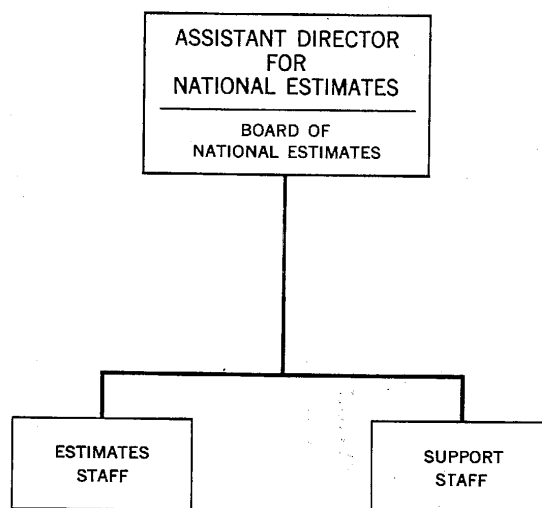 ASSISTANT DIRECTOR
FOR
NATIONAL ESTIMATES
BOARD OF
NATIONAL ESTIMATES
ESTIMATES
STAFF
SUPPORT
STAFF